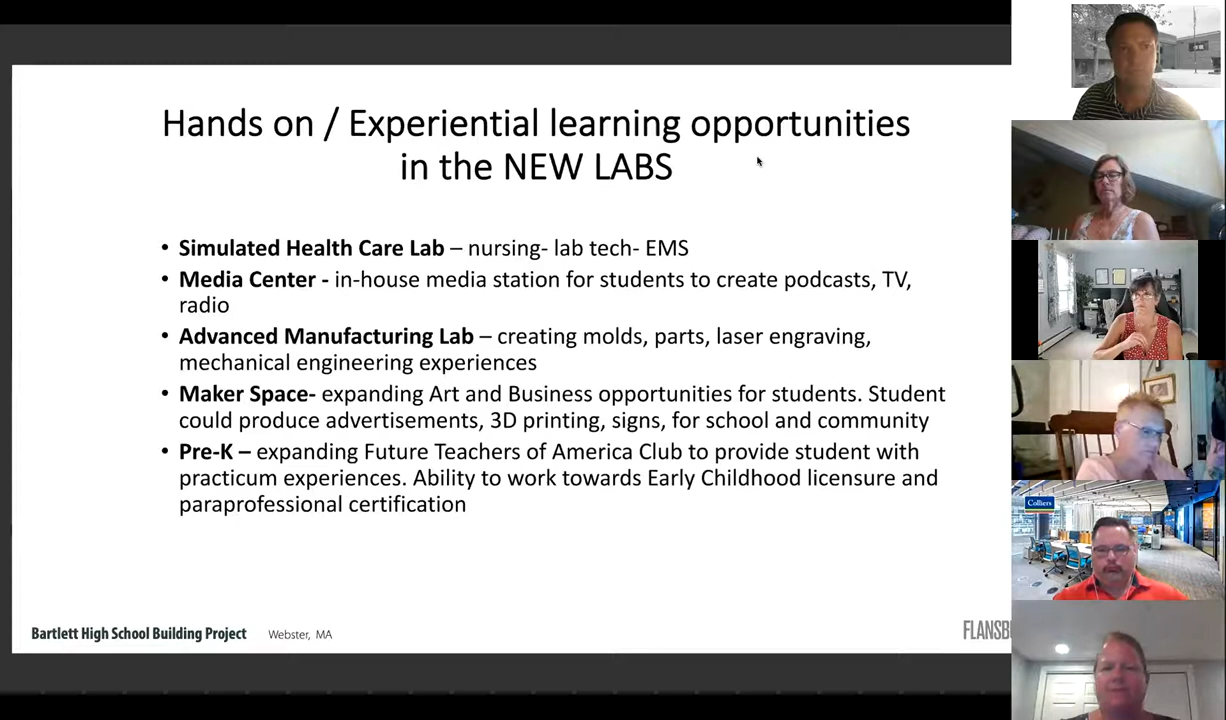 Hands on / Experiential learning opportunities
in the NEW LABS
• Simulated Health Care Lab – nursing- lab tech- EMS
• Media Center - in-house media station for students to create podcasts, TV,
radio
• Advanced Manufacturing Lab – creating molds, parts, laser engraving,
mechanical engineering experiences
• Maker Space- expanding Art and Business opportunities for students. Student
could produce advertisements, 3D printing, signs, for school and community
• Pre-K – expanding Future Teachers of America Club to provide student with
practicum experiences. Ability to work towards Early Childhood licensure and
paraprofessional certification
Bartlett High School Building Project Webster, MA
FLANSB
Colliers